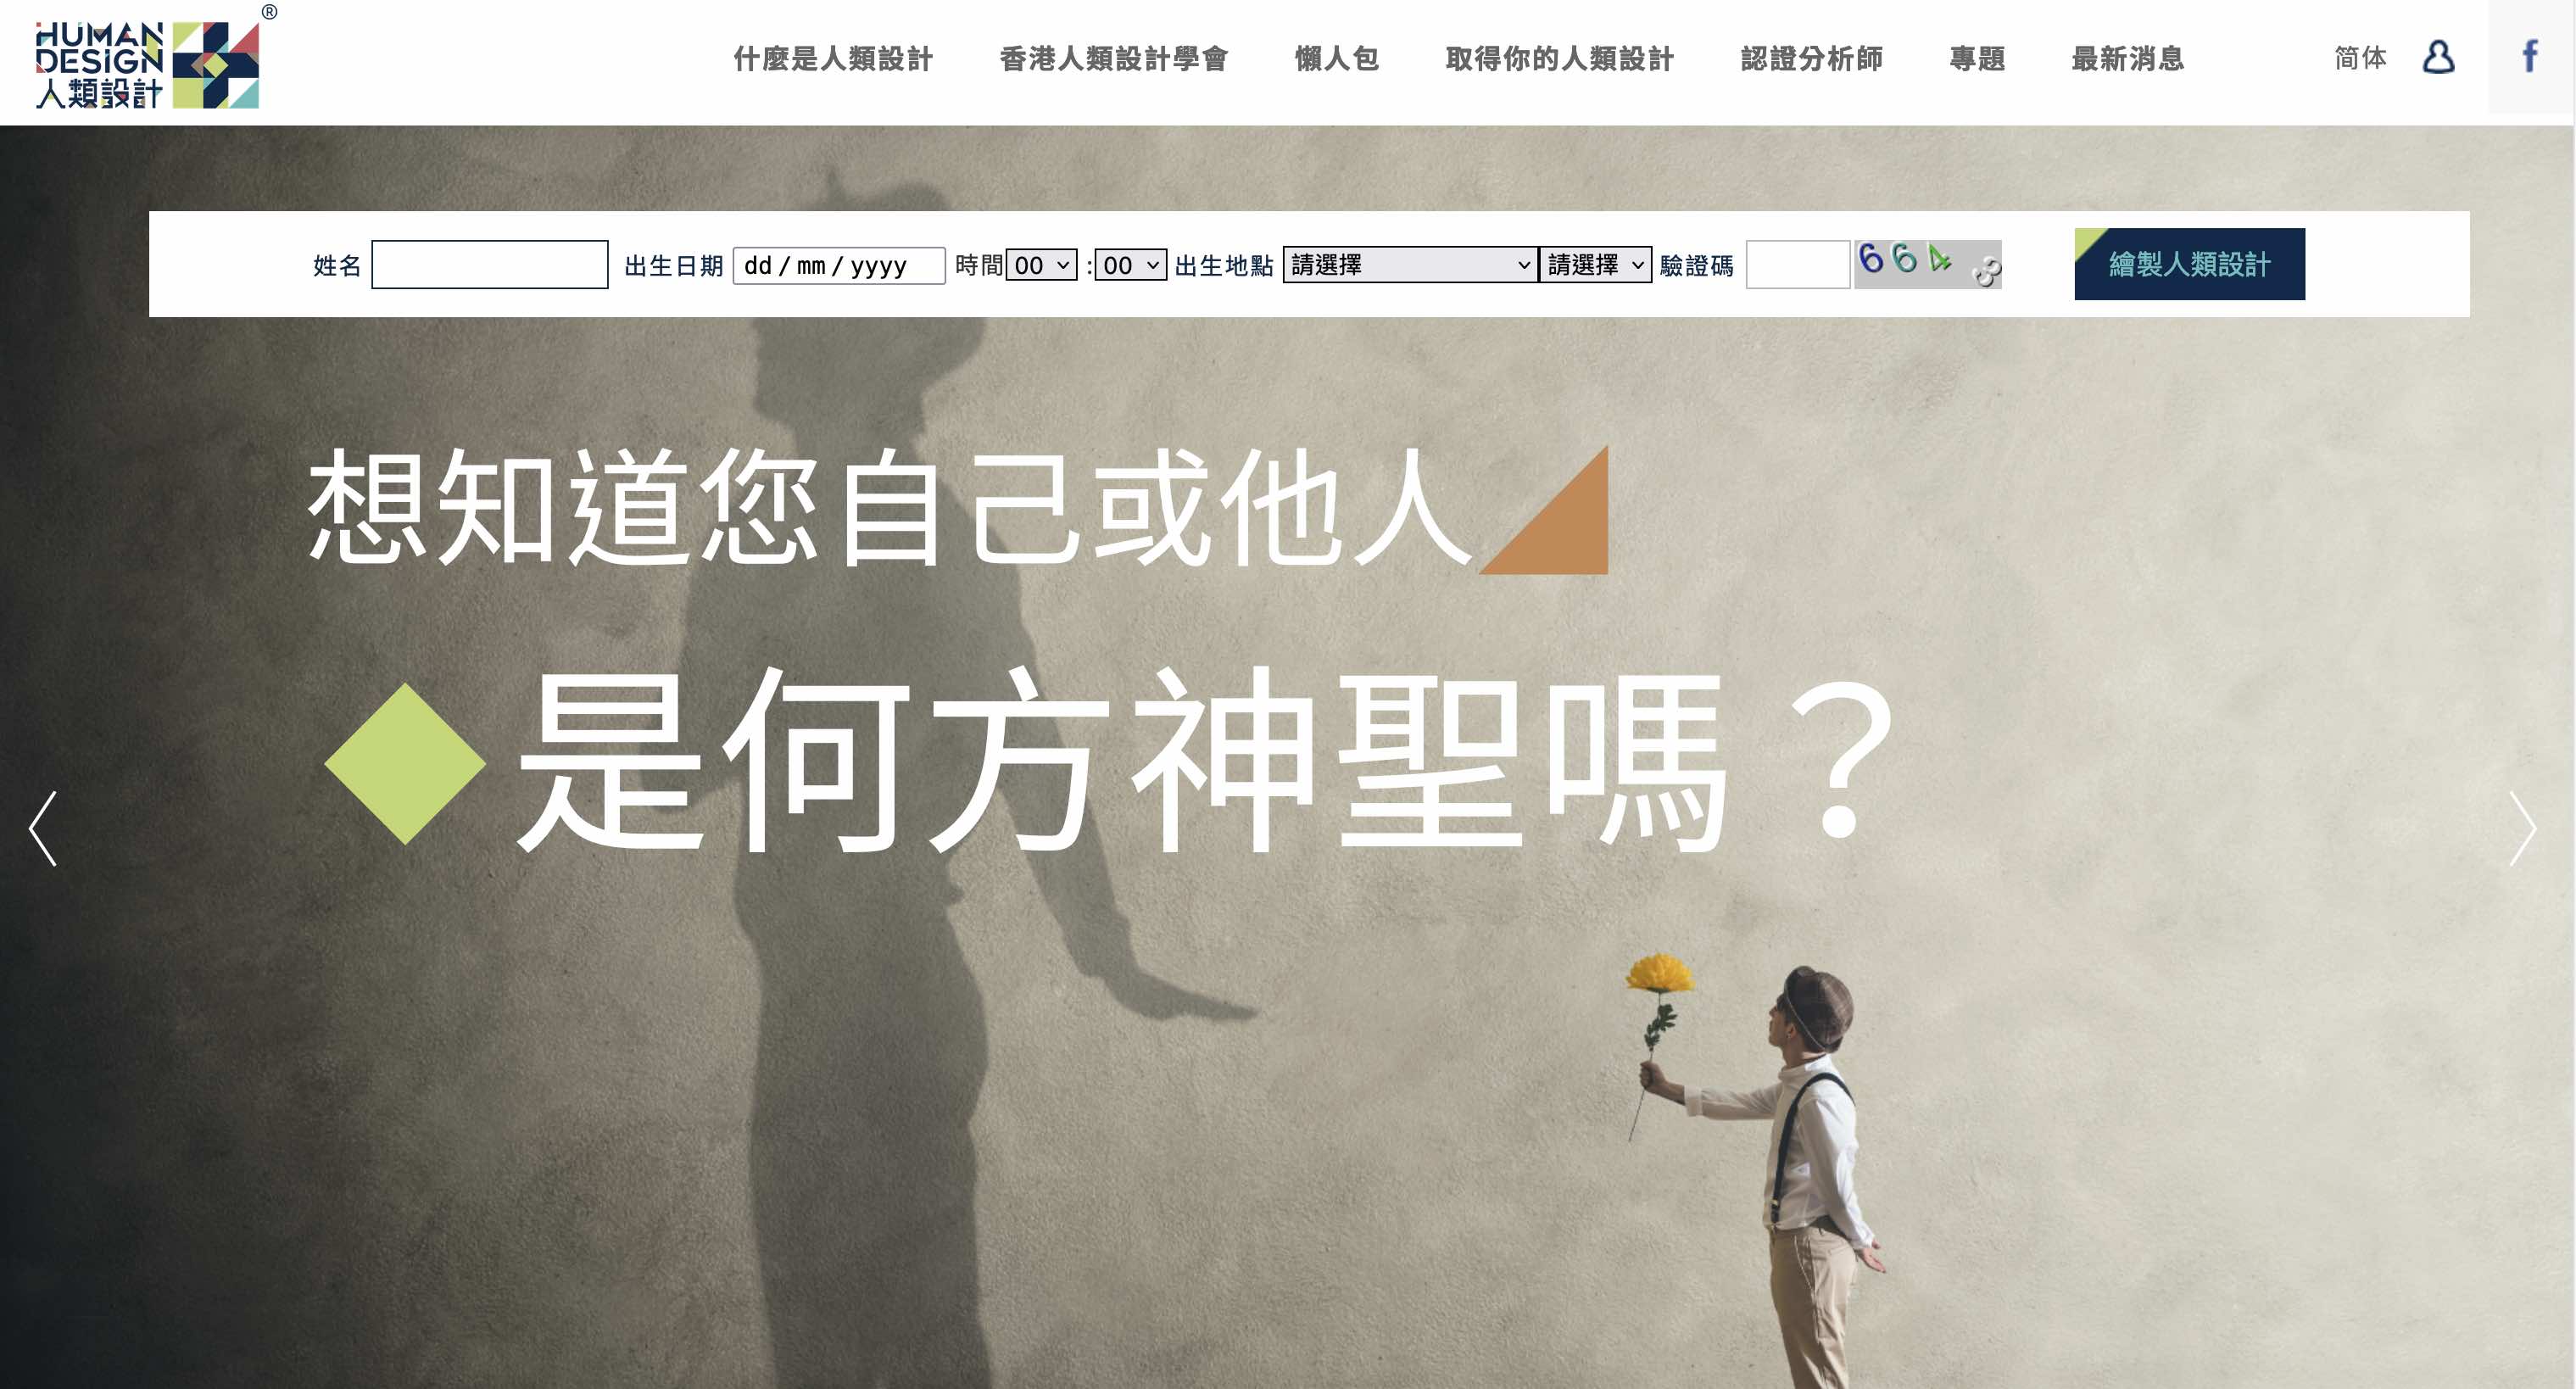 HUMAN
DESIGN
人類設計
®
什麼是人類設計 香港人類設計學會 懶人包 取得你的人類設計 認證分析師 專題 最新消息 简体 f
姓名 出生日期 dd / mm / yyyy 時間 00 : 00 出生地點 請選擇 請選擇 驗證碼 6643 繪製人類設計
想知道您自己或他人
是何方神聖嗎？